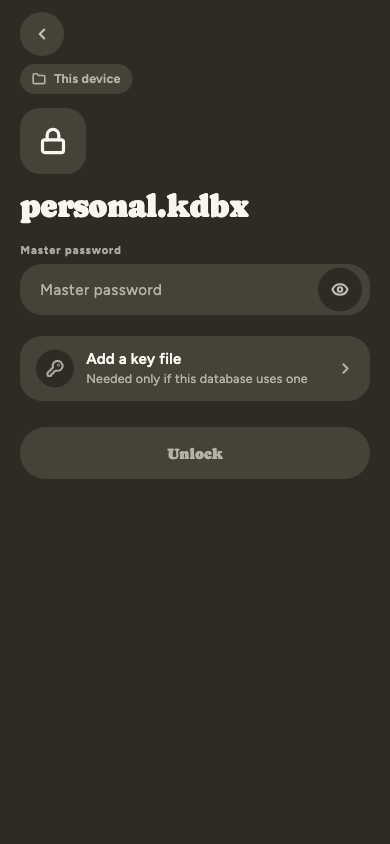 This device
personal.kdbx
Master password
Master password
Add a key file
Needed only if this database uses one
Unlock